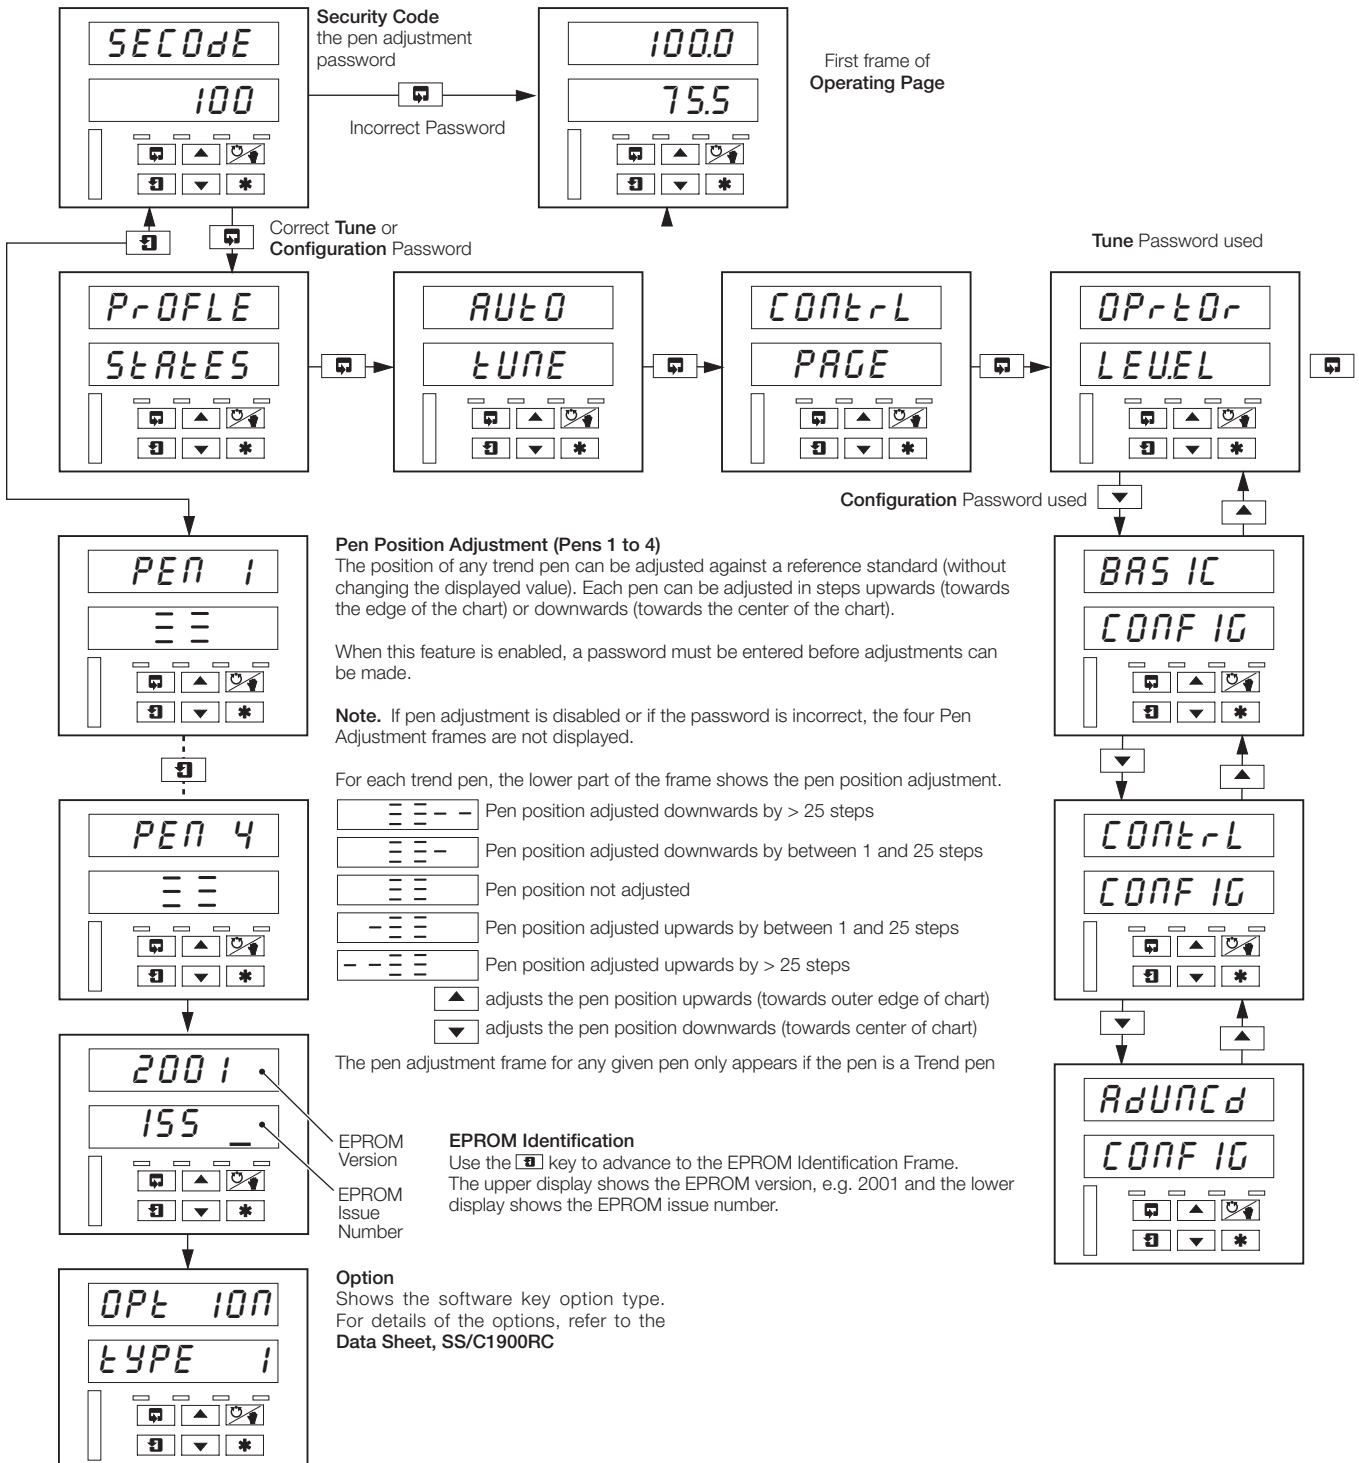 SECOdE
100
Security Code
the pen adjustment
password
Incorrect Password
100.0
75.5
First frame of
Operating Page
Correct Tune or
Configuration Password
Tune Password used
PrOFLE
StAtES
AUtO
tUNE
CONtrL
PAGE
OPrtOr
LEV.EL
Configuration Password used
PEN 1
Pen Position Adjustment (Pens 1 to 4)
The position of any trend pen can be adjusted against a reference standard (without
changing the displayed value). Each pen can be adjusted in steps upwards (towards
the edge of the chart) or downwards (towards the center of the chart).
When this feature is enabled, a password must be entered before adjustments can
be made.
Note. If pen adjustment is disabled or if the password is incorrect, the four Pen
Adjustment frames are not displayed.
For each trend pen, the lower part of the frame shows the pen position adjustment.
BASIC
CONFIG
PEN 4
Pen position adjusted downwards by > 25 steps
Pen position adjusted downwards by between 1 and 25 steps
Pen position not adjusted
Pen position adjusted upwards by between 1 and 25 steps
Pen position adjusted upwards by > 25 steps
adjusts the pen position upwards (towards outer edge of chart)
adjusts the pen position downwards (towards center of chart)
The pen adjustment frame for any given pen only appears if the pen is a Trend pen
CONtrL
CONFIG
2001
ISS _
EPROM
Version
EPROM
Issue
Number
EPROM Identification
Use the key to advance to the EPROM Identification Frame.
The upper display shows the EPROM version, e.g. 2001 and the lower
display shows the EPROM issue number.
AdVNCd
CONFIG
OPtION
tYPE 1
Option
Shows the software key option type.
For details of the options, refer to the
Data Sheet, SS/C1900RC